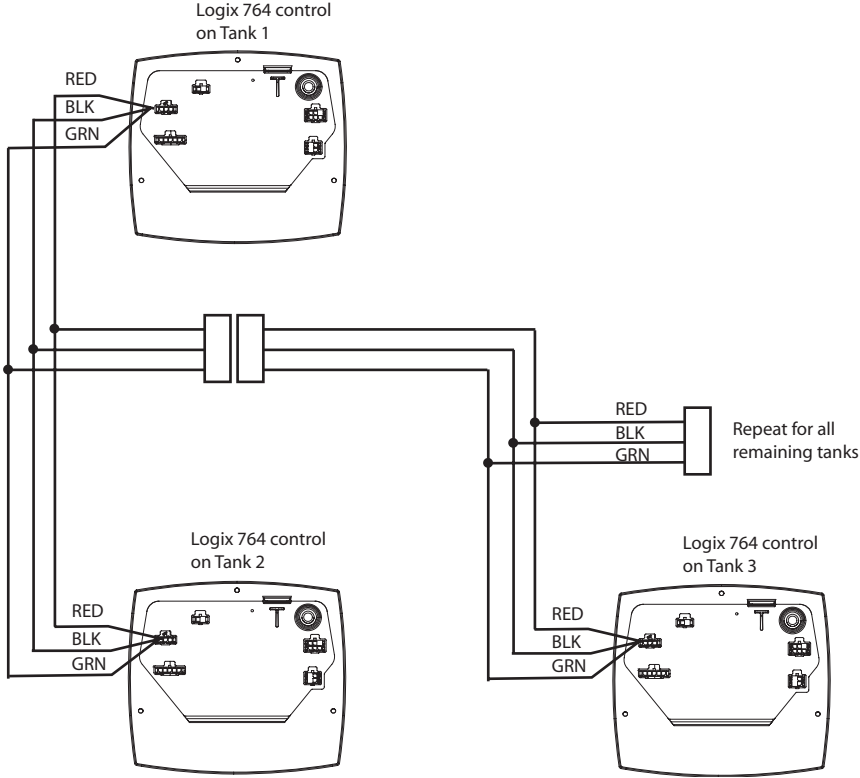 Logix 764 control
on Tank 1
RED
BLK
GRN
RED
BLK
GRN
Repeat for all
remaining tanks
Logix 764 control
on Tank 2
RED
BLK
GRN
Logix 764 control
on Tank 3
RED
BLK
GRN